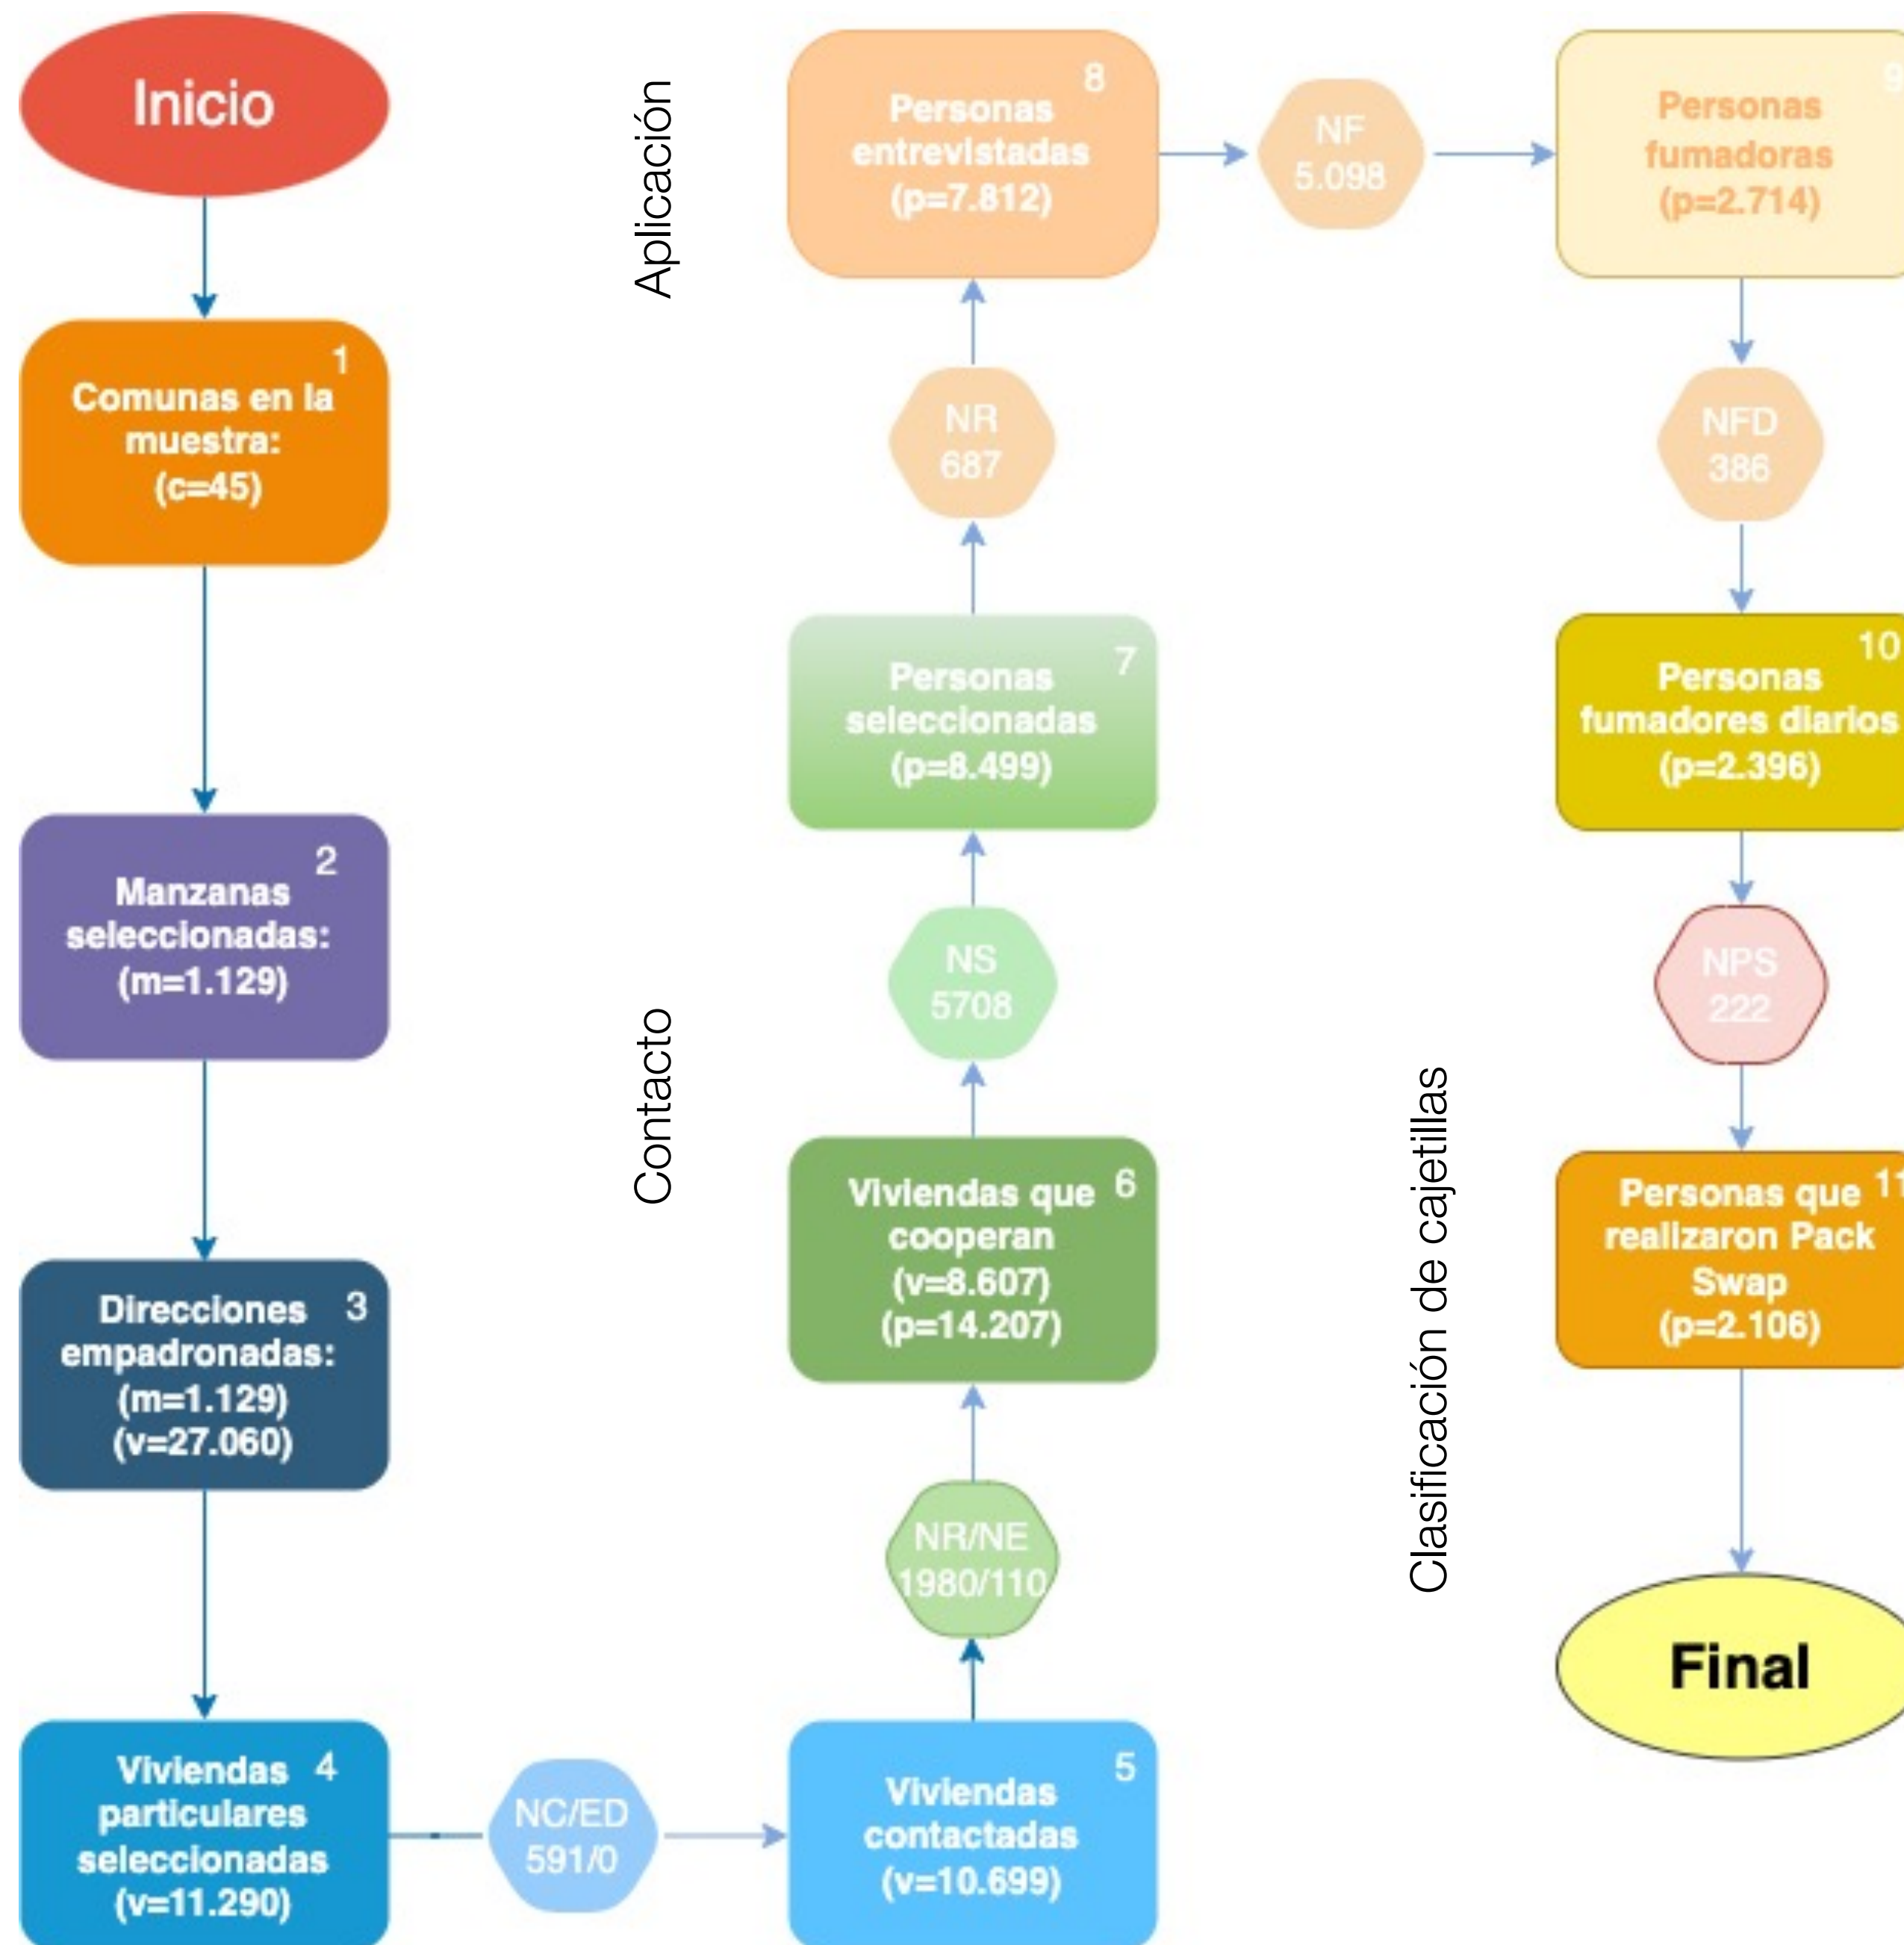 Inicio
1
Comunas en la
muestra:
(c=45)
2
Manzanas
seleccionadas:
(m=1.129)
Direcciones 3
empadronadas:
(m=1.129)
(v=27.060)
Viviendas 4
particulares
seleccionadas
(v=11.290)
NC/ED
591/0
5
Viviendas
contactadas
(v=10.699)
NR/NE
1980/110
Contacto
Viviendas que 6
cooperan
(v=8.607)
(p=14.207)
NS
5708
7
Personas
seleccionadas
(p=8.499)
NR
687
Aplicación
8
Personas
entrevistadas
(p=7.812)
NF
5.098
9
Personas
fumadoras
(p=2.714)
NFD
386
10
Personas
fumadores diarios
(p=2.396)
NPS
222
Clasificación de cajetillas
Personas que 11
realizaron Pack
Swap
(p=2.106)
Final